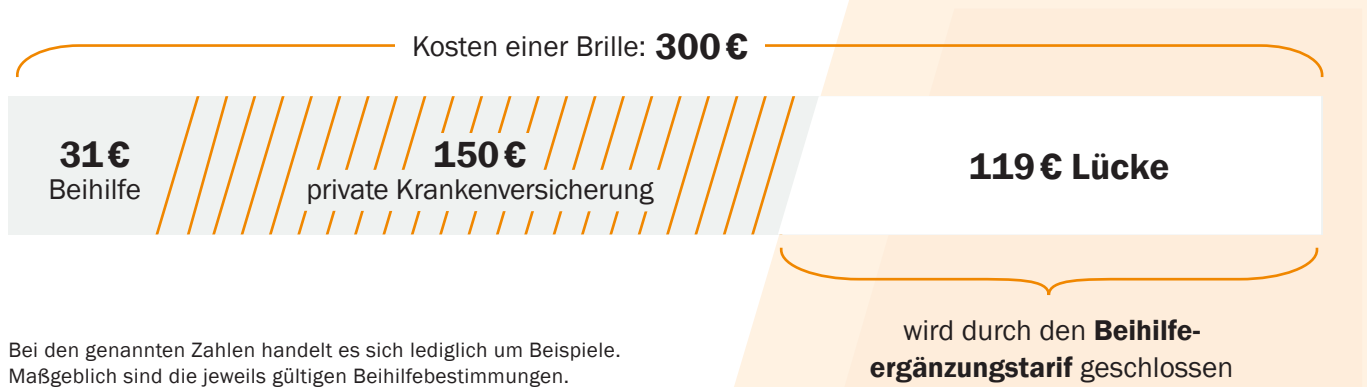 Kosten einer Brille: 300 €
31 €
Beihilfe
150 €
private Krankenversicherung
119 € Lücke
wird durch den Beihilfe-
ergänzungstarif geschlossen
Bei den genannten Zahlen handelt es sich lediglich um Beispiele.
Maßgeblich sind die jeweils gültigen Beihilfebestimmungen.